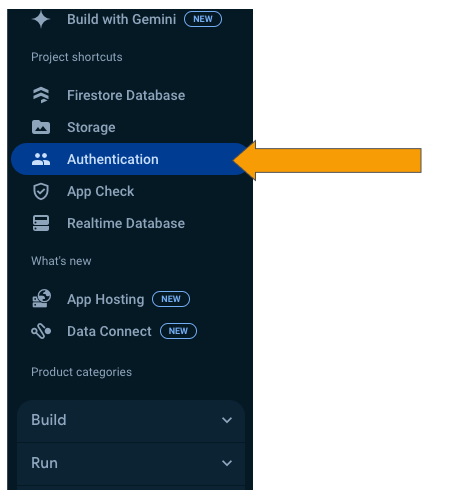 Build with Gemini NEW
Project shortcuts
Firestore Database
Storage
Authentication
App Check
Realtime Database
What's new
App Hosting NEW
Data Connect NEW
Product categories
Build
Run